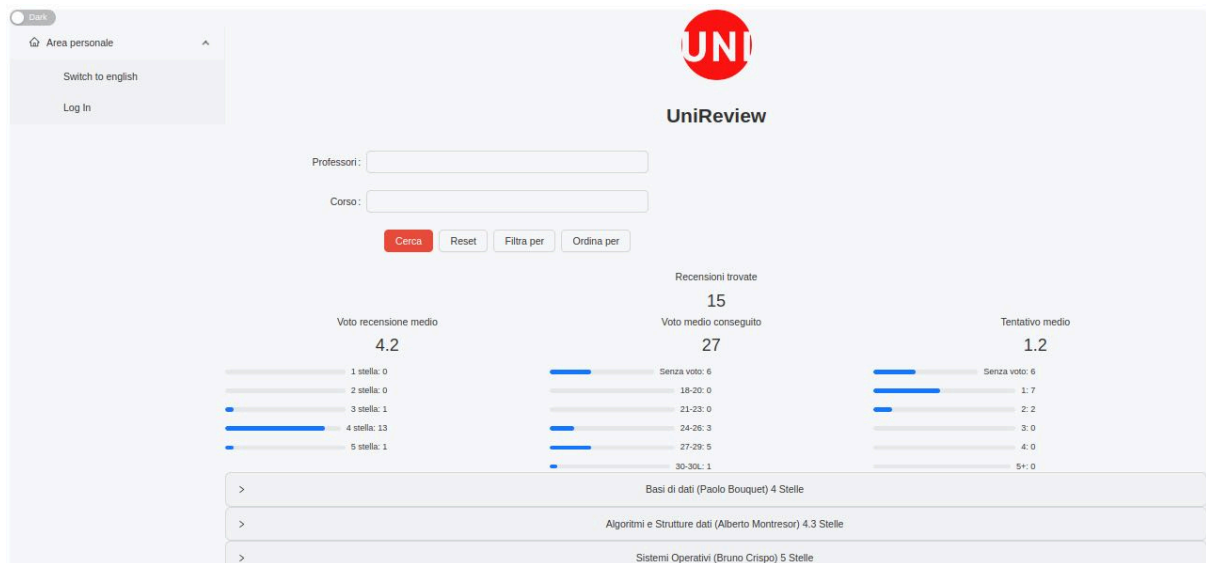 Dark
Area personale
Switch to english
Log In
UNI
UniReview
Professori :
Corso :
Cerca Reset Filtra per Ordina per
Recensioni trovate
15
Voto recensione medio
4.2
1 stella: 0
2 stella: 0
3 stella: 1
4 stella: 13
5 stella: 1
Voto medio conseguito
27
Senza voto: 6
18-20: 0
21-23: 0
24-26: 3
27-29: 5
30-30L: 1
Tentativo medio
1.2
Senza voto: 6
1: 7
2: 2
3: 0
4: 0
5+: 0
Basi di dati (Paolo Bouquet) 4 Stelle
Algoritmi e Strutture dati (Alberto Montresor) 4.3 Stelle
Sistemi Operativi (Bruno Crispo) 5 Stelle